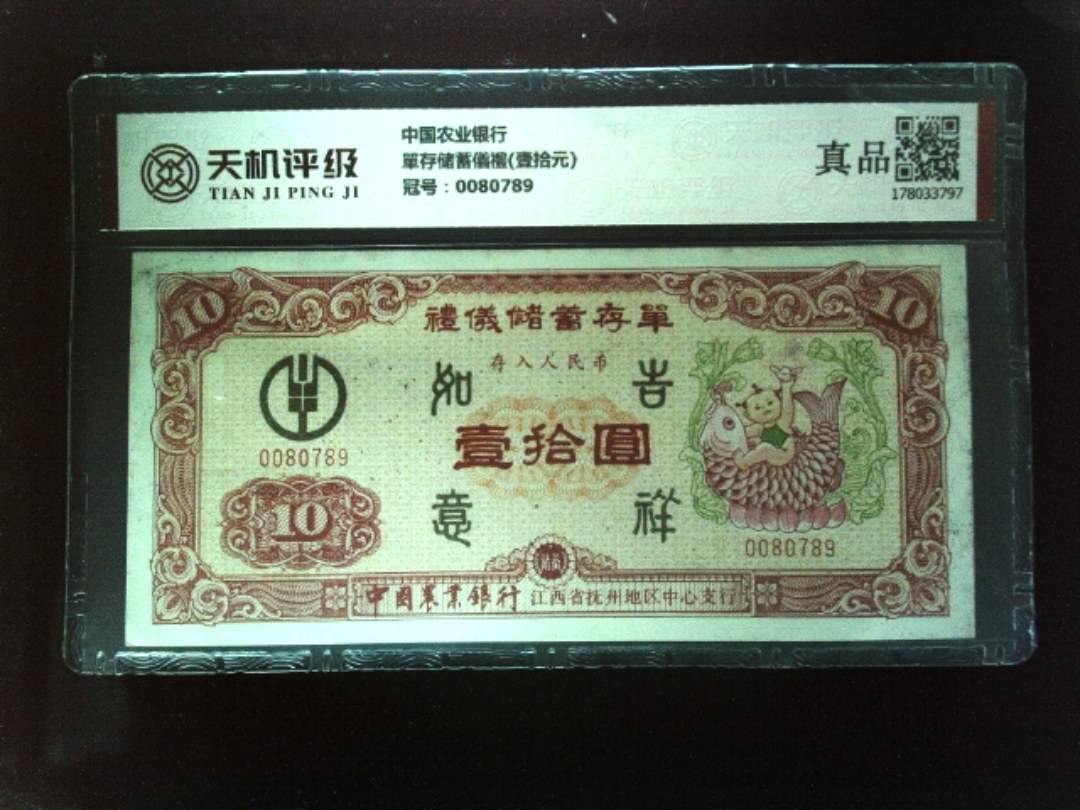 天机评级
TIAN JI PING JI
中国农业银行
單存储蓄儀禮(壹拾元)
冠号：0080789
真品
178033797
10
10
禮儀儲蓄存單
存入人民币
如
吉
壹拾圓
意
祥
0080789
10
0080789
中國農業銀行 江西省抚州地区中心支行